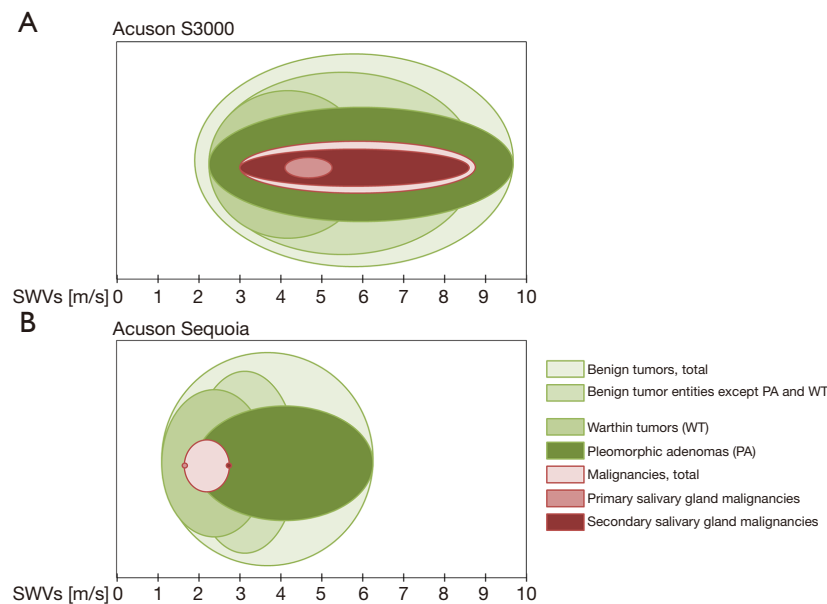 A
Acuson S3000
SWVs [m/s] 0 1 2 3 4 5 6 7 8 9 10
B
Acuson Sequoia
Benign tumors, total
Benign tumor entities except PA and WT
Warthin tumors (WT)
Pleomorphic adenomas (PA)
Malignancies, total
Primary salivary gland malignancies
Secondary salivary gland malignancies
SWVs [m/s] 0 1 2 3 4 5 6 7 8 9 10